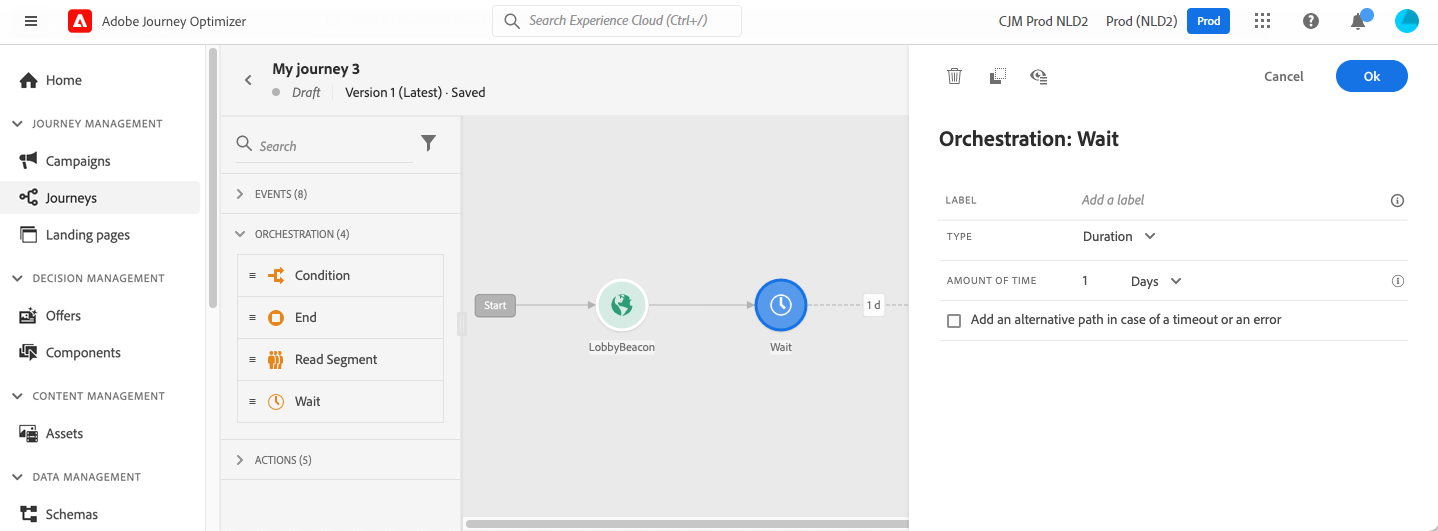 Adobe Journey Optimizer
Search Experience Cloud (Ctrl+/)
CJM Prod NLD2 Prod (NLD2) Prod
Home
JOURNEY MANAGEMENT
Campaigns
Journeys
Landing pages
DECISION MANAGEMENT
Offers
Components
CONTENT MANAGEMENT
Assets
DATA MANAGEMENT
Schemas
My journey 3
Draft Version 1 (Latest) · Saved
Search
EVENTS (8)
ORCHESTRATION (4)
Condition
End
Read Segment
Wait
ACTIONS (5)
Start
1 d
LobbyBeacon
Wait
Cancel
Ok
Orchestration: Wait
LABEL Add a label
TYPE Duration
AMOUNT OF TIME 1 Days
Add an alternative path in case of a timeout or an error